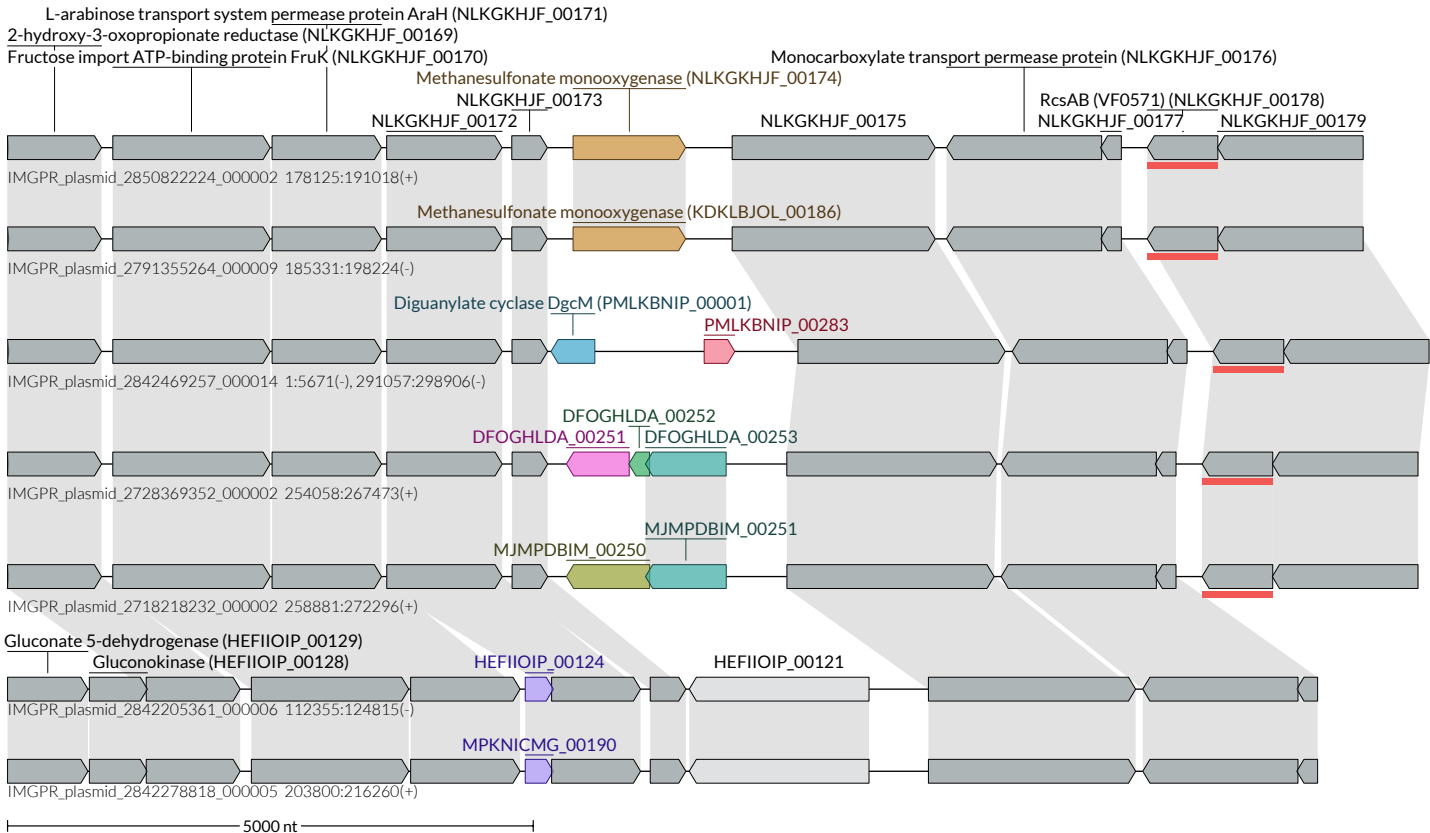 L-arabinose transport system permease protein AraH (NLKGKHJF_00171)
2-hydroxy-3-oxopropionate reductase (NLKGKHJF_00169)
Fructose import ATP-binding protein FruK (NLKGKHJF_00170)
Monocarboxylate transport permease protein (NLKGKHJF_00176)
Methanesulfonate monooxygenase (NLKGKHJF_00174)
NLKGKHJF_00173
RcsAB (VF0571) (NLKGKHJF_00178)
NLKGKHJF_00172
NLKGKHJF_00175
NLKGKHJF_00177
NLKGKHJF_00179
IMGPR_plasmid_2850822224_000002 178125:191018(+)
Methanesulfonate monooxygenase (KDKLBJOL_00186)
IMGPR_plasmid_2791355264_000009 185331:198224(-)
Diguanylate cyclase DgcM (PMLKBNIP_00001)
PMLKBNIP_00283
IMGPR_plasmid_2842469257_000014 1:5671(-), 291057:298906(-)
DFOGHLDA_00252
DFOGHLDA_00251
DFOGHLDA_00253
IMGPR_plasmid_2728369352_000002 254058:267473(+)
MJMPDBIM_00251
MJMPDBIM_00250
IMGPR_plasmid_2718218232_000002 258881:272296(+)
Gluconate 5-dehydrogenase (HEFIIOIP_00129)
Gluconokinase (HEFIIOIP_00128)
HEFIIOIP_00124
HEFIIOIP_00121
IMGPR_plasmid_2842205361_000006 112355:124815(-)
MPKNICMG_00190
IMGPR_plasmid_2842278818_000005 203800:216260(+)
5000 nt